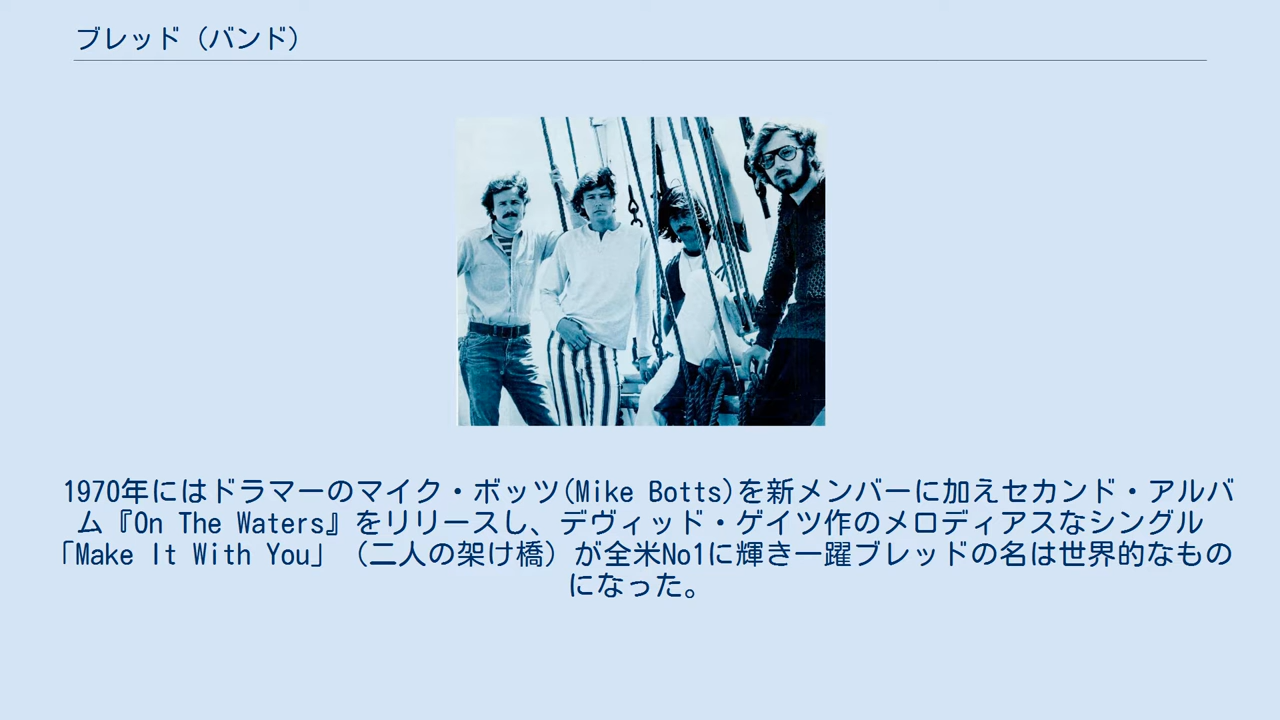 ブレッド（バンド）
1970年にはドラマーのマイク・ボッツ(Mike Botts)を新メンバーに加えセカンド・アルバ
ム『On The Waters』をリリースし、デヴィッド・ゲイツ作のメロディアスなシングル
「Make It With You」（二人の架け橋）が全米No1に輝き一躍ブレッドの名は世界的なもの
になった。